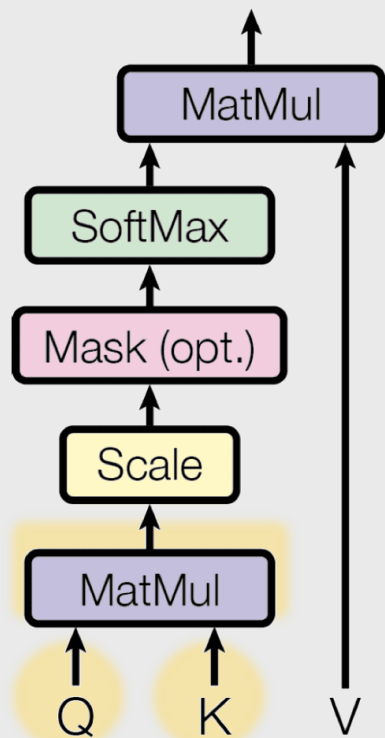 MatMul
SoftMax
Mask (opt.)
Scale
MatMul
Q K V